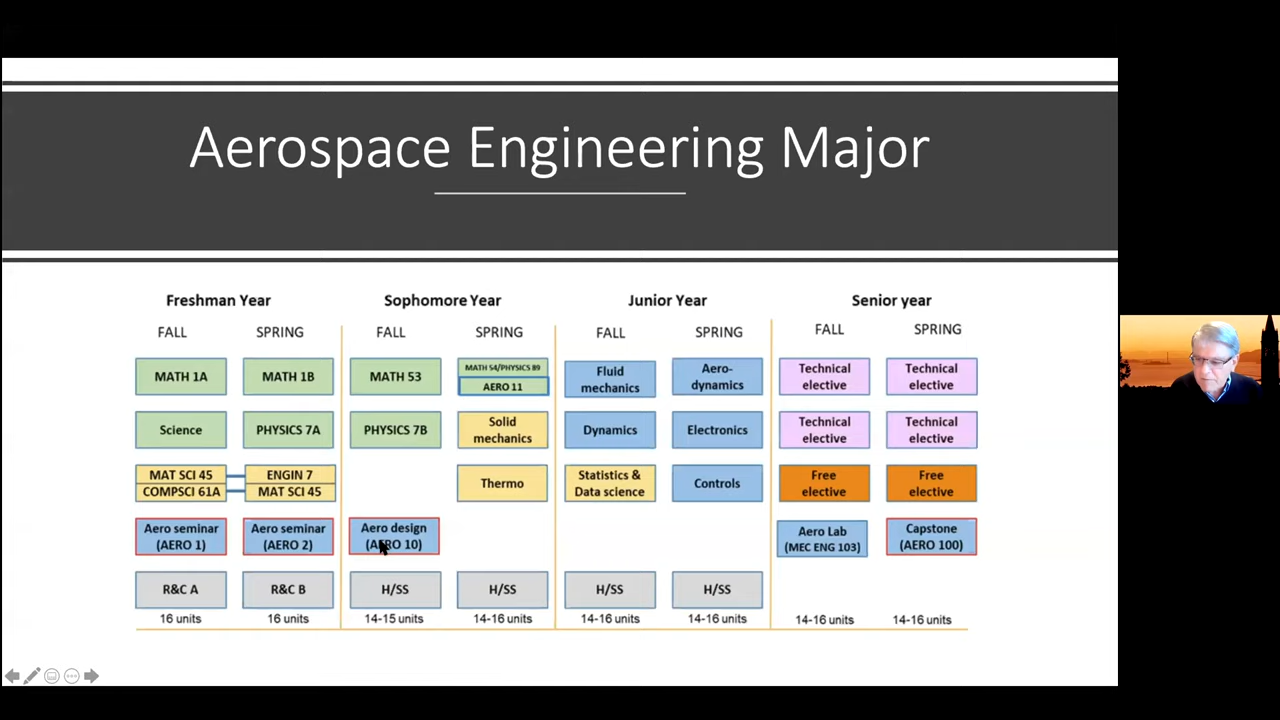 Aerospace Engineering Major
Freshman Year
Sophomore Year
Junior Year
Senior year
FALL
SPRING
FALL
SPRING
FALL
SPRING
FALL
SPRING
MATH 1A
MATH 1B
MATH 53
MATH 54/PHYSICS 89
AERO 11
Fluid
mechanics
Aero-
dynamics
Technical
elective
Technical
elective
Science
PHYSICS 7A
PHYSICS 7B
Solid
mechanics
Dynamics
Electronics
Technical
elective
Technical
elective
MAT SCI 45
COMPSCI 61A
ENGIN 7
MAT SCI 45
Thermo
Statistics &
Data science
Controls
Free
elective
Free
elective
Aero seminar
(AERO 1)
Aero seminar
(AERO 2)
Aero design
(AERO 10)
Aero Lab
(MEC ENG 103)
Capstone
(AERO 100)
R&C A
R&C B
H/SS
H/SS
H/SS
H/SS
16 units
16 units
14-15 units
14-16 units
14-16 units
14-16 units
14-16 units
14-16 units